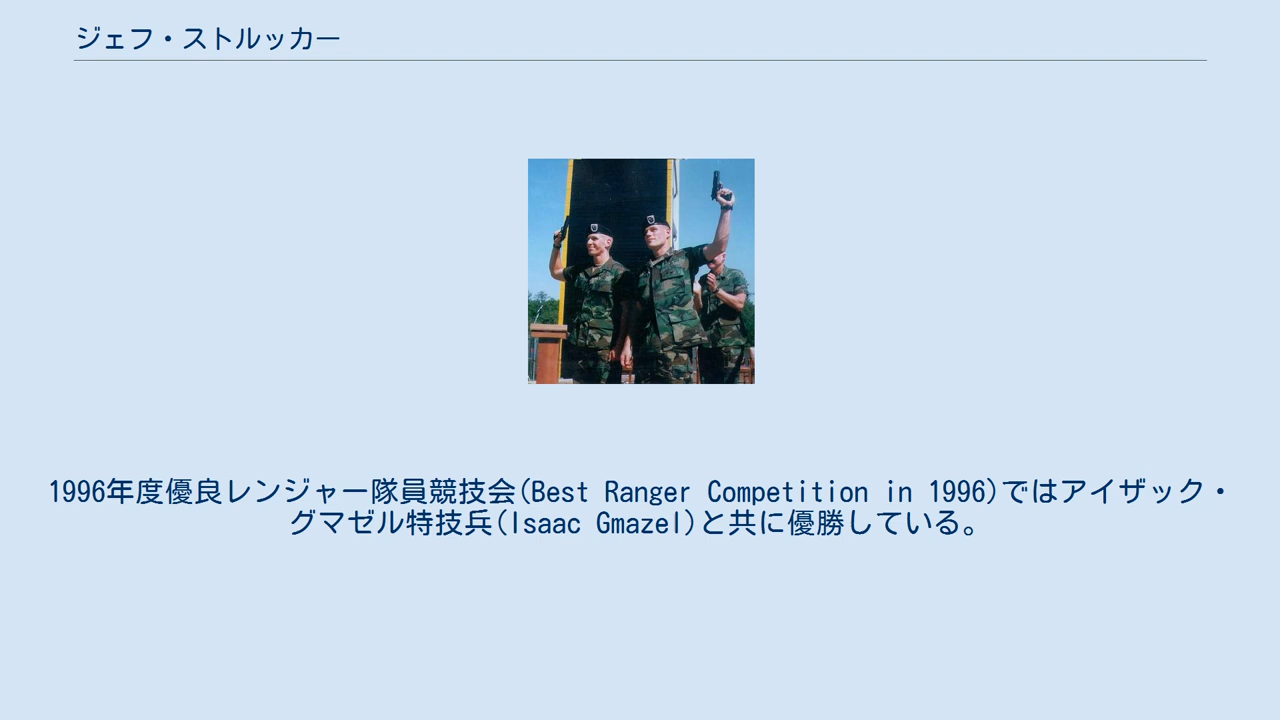 ジェフ・ストルッカー
1996年度優良レンジャー隊員競技会(Best Ranger Competition in 1996)ではアイザック・
グマゼル特技兵(Isaac Gmazel)と共に優勝している。